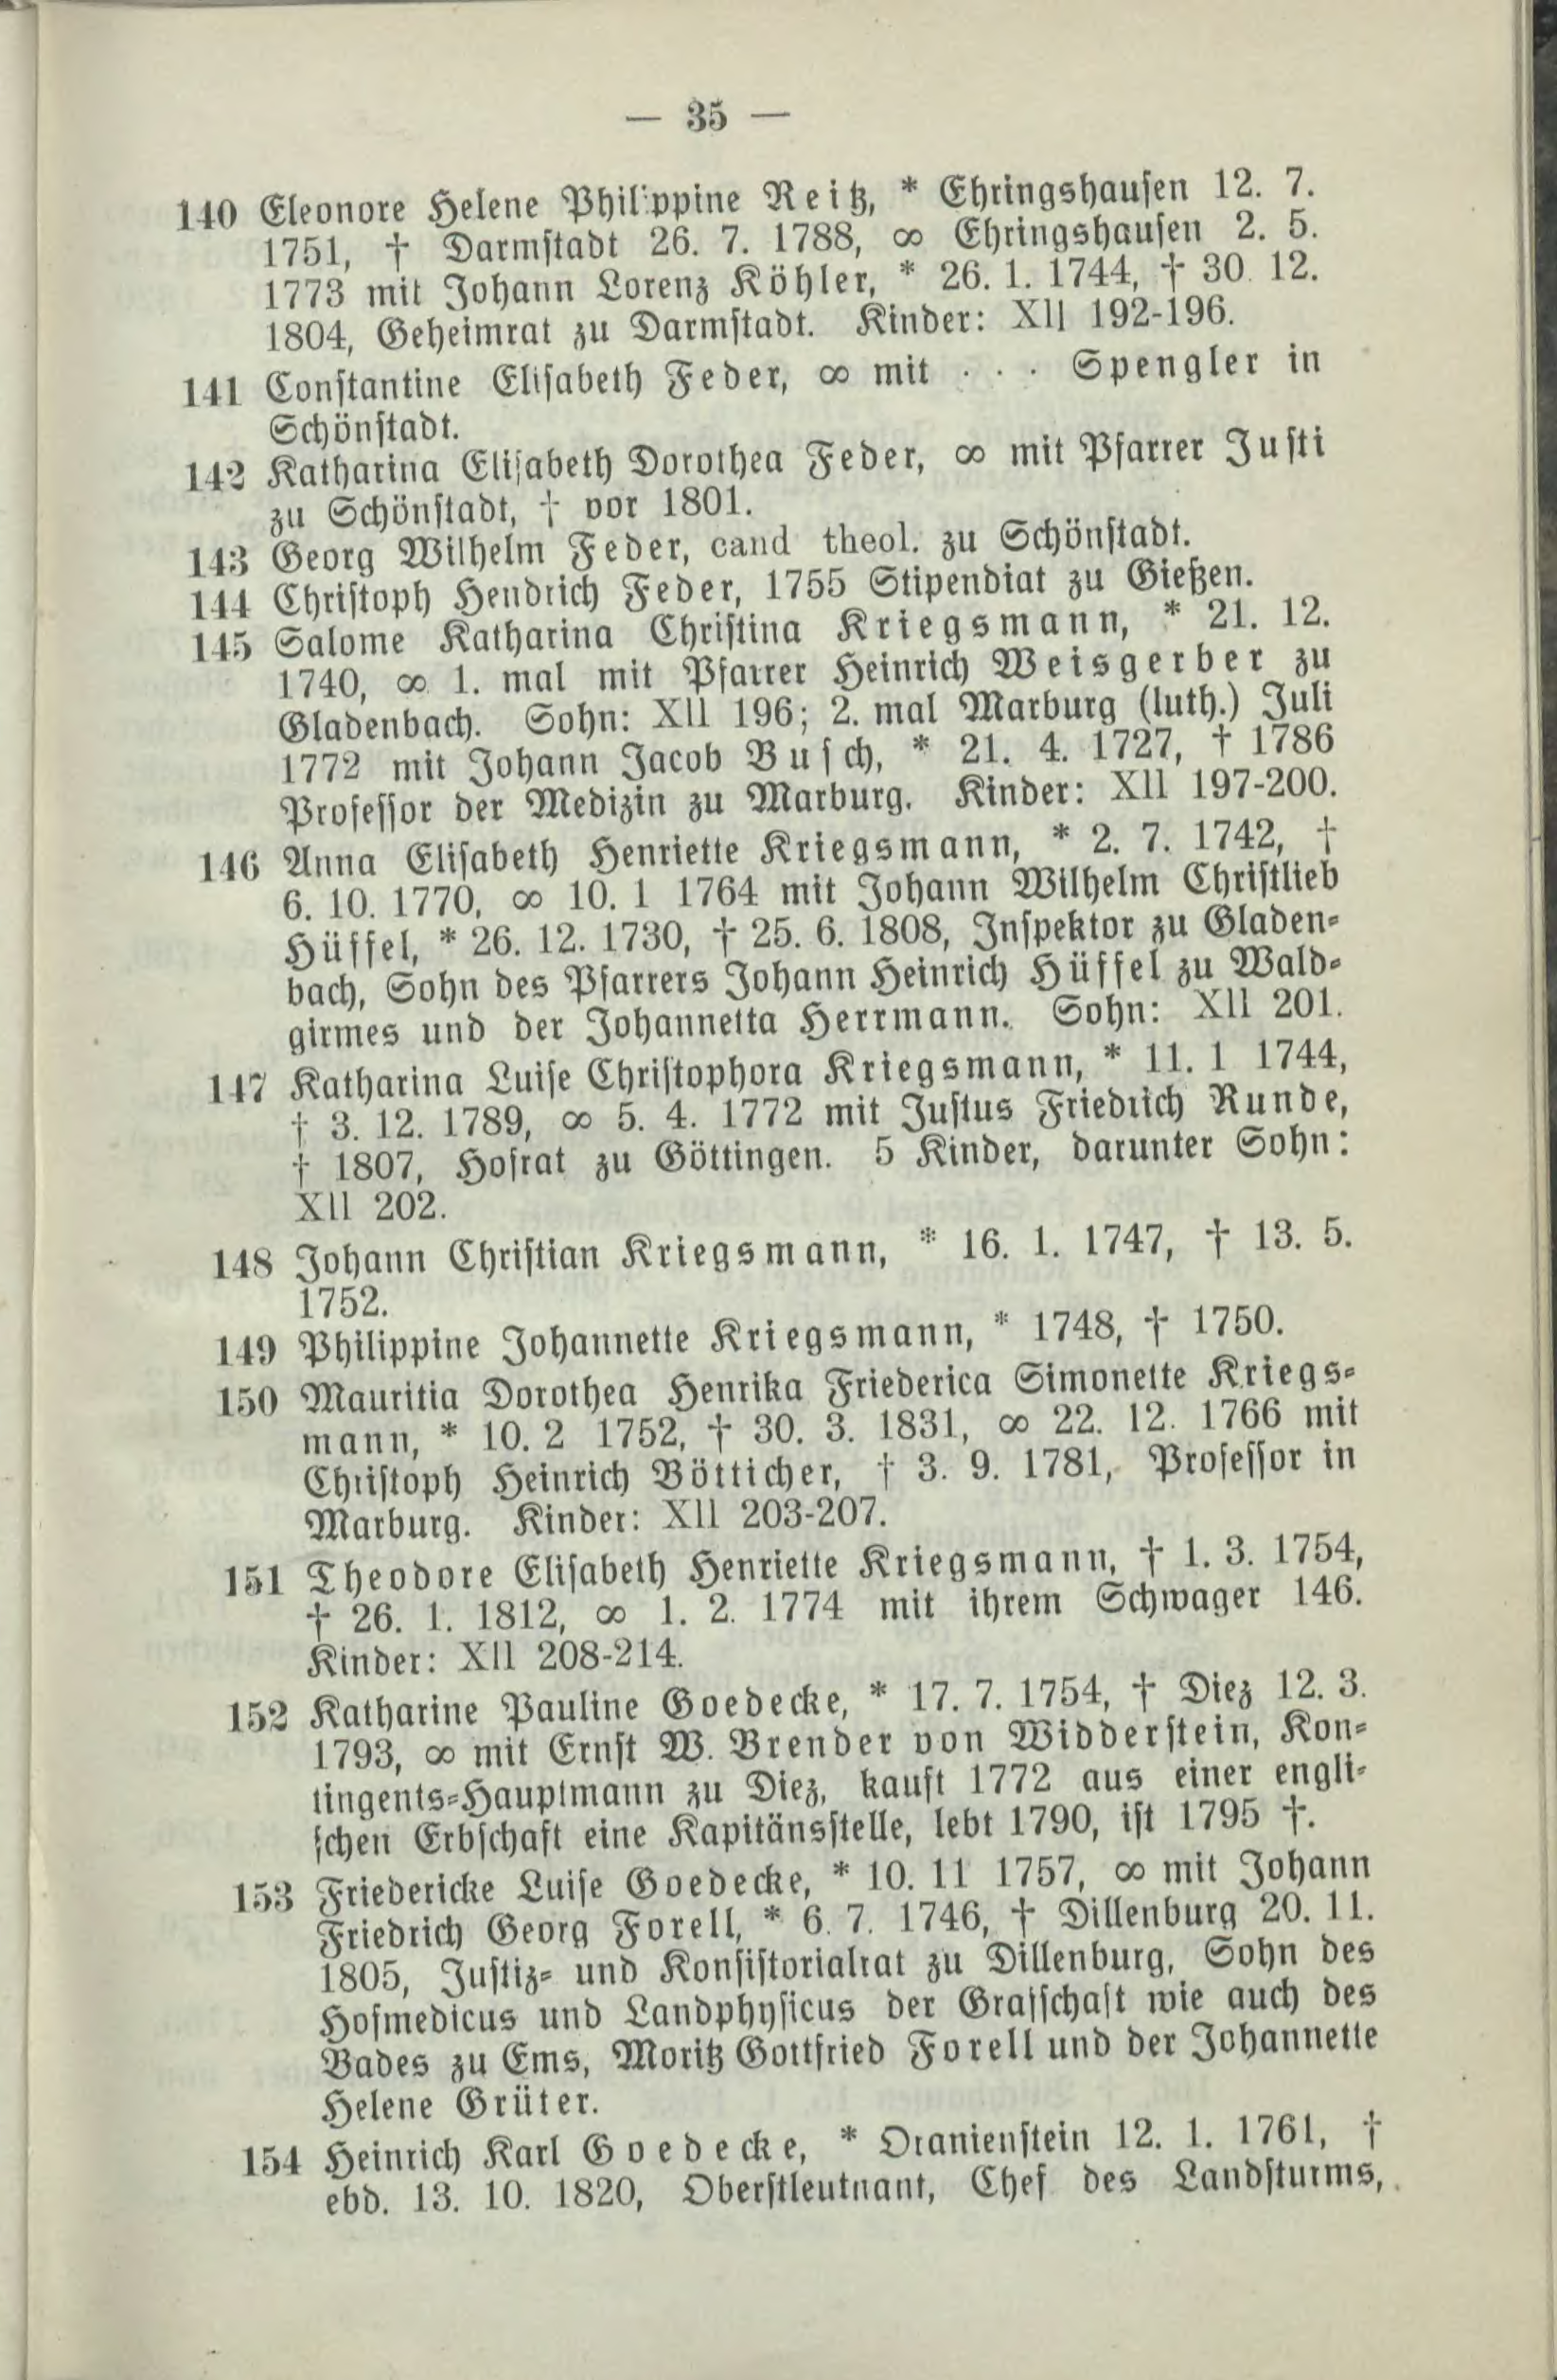 — 35 —
140 Eleonore Helene Philippine Reitz, * Ehringshausen 12. 7.
1751, † Darmstadt 26. 7. 1788, ∞ Ehringshausen 2. 5.
1773 mit Johann Lorenz Köhler, * 26. 1. 1744, † 30. 12.
1804, Geheimrat zu Darmstadt. Kinder: XII 192-196.
141 Constantine Elisabeth Feder, ∞ mit . . . Spengler in
Schönstadt.
142 Katharina Elisabeth Dorothea Feder, ∞ mit Pfarrer Justi
zu Schönstadt, † vor 1801.
143 Georg Wilhelm Feder, cand theol. zu Schönstadt.
144 Christoph Hendrich Feder, 1755 Stipendiat zu Gießen.
145 Salome Katharina Christina Kriegsmann, * 21. 12.
1740, ∞ 1. mal mit Pfarrer Heinrich Weisgerber zu
Gladenbach. Sohn: XII 196; 2. mal Marburg (luth.) Juli
1772 mit Johann Jacob Busch, * 21. 4. 1727, † 1786
Professor der Medizin zu Marburg. Kinder: XII 197-200.
146 Anna Elisabeth Henriette Kriegsmann, * 2. 7. 1742, †
6. 10. 1770, ∞ 10. 1 1764 mit Johann Wilhelm Christlieb
Hüffel, * 26. 12. 1730, † 25. 6. 1808, Inspektor zu Gladen-
bach, Sohn des Pfarrers Johann Heinrich Hüffel zu Wald-
girmes und der Johannetta Herrmann. Sohn: XII 201.
147 Katharina Luise Christophora Kriegsmann, * 11. 1 1744,
† 3. 12. 1789, ∞ 5. 4. 1772 mit Justus Friedrich Runde,
† 1807, Hofrat zu Göttingen. 5 Kinder, darunter Sohn:
XII 202.
148 Johann Christian Kriegsmann, * 16. 1. 1747, † 13. 5.
1752.
149 Philippine Johannette Kriegsmann, * 1748, † 1750.
150 Mauritia Dorothea Henrika Friederica Simonette Kriegs-
mann, * 10. 2 1752, † 30. 3. 1831, ∞ 22. 12. 1766 mit
Christoph Heinrich Bötticher, † 3. 9. 1781, Professor in
Marburg. Kinder: XII 203-207.
151 Theodore Elisabeth Henriette Kriegsmann, † 1. 3. 1754,
† 26. 1. 1812, ∞ 1. 2. 1774 mit ihrem Schwager 146.
Kinder: XII 208-214.
152 Katharine Pauline Goedecke, * 17. 7. 1754, † Diez 12. 3.
1793, ∞ mit Ernst W. Brender von Widderstein, Kon-
tingents-Hauptmann zu Diez, kauft 1772 aus einer engli-
schen Erbschaft eine Kapitänsstelle, lebt 1790, ist 1795 †.
153 Friedericke Luise Goedecke, * 10. 11 1757, ∞ mit Johann
Friedrich Georg Forell, * 6. 7. 1746, † Dillenburg 20. 11.
1805, Justiz- und Konsistorialrat zu Dillenburg, Sohn des
Hofmedicus und Landphysicus der Grafschaft wie auch des
Bades zu Ems, Moritz Gottfried Forell und der Johannette
Helene Grüter.
154 Heinrich Karl Goedecke, * Oranienstein 12. 1. 1761, †
ebd. 13. 10. 1820, Oberstleutnant, Chef des Landsturms,